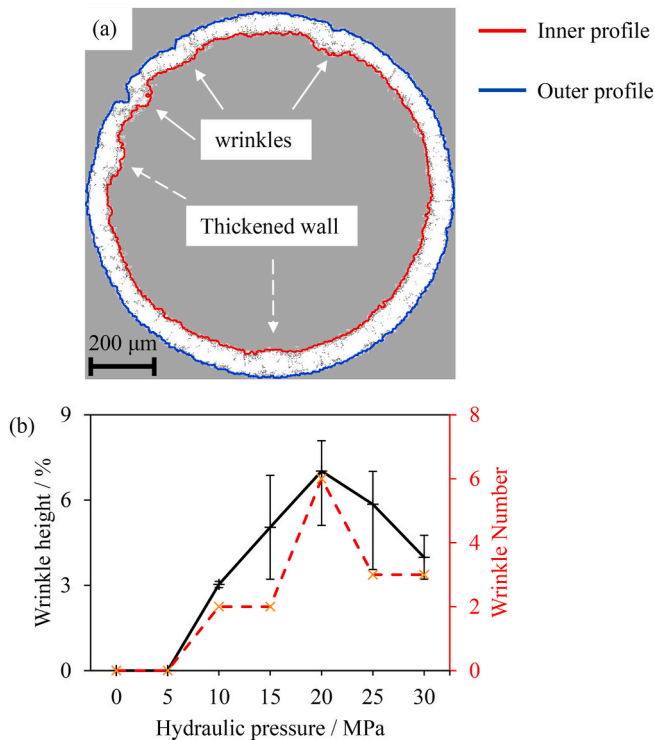 (a)
Inner profile
Outer profile
wrinkles
Thickened wall
200 μm
(b)
9
6
3
0
Wrinkle height / %
8
6
4
2
0
Wrinkle Number
0 5 10 15 20 25 30
Hydraulic pressure / MPa